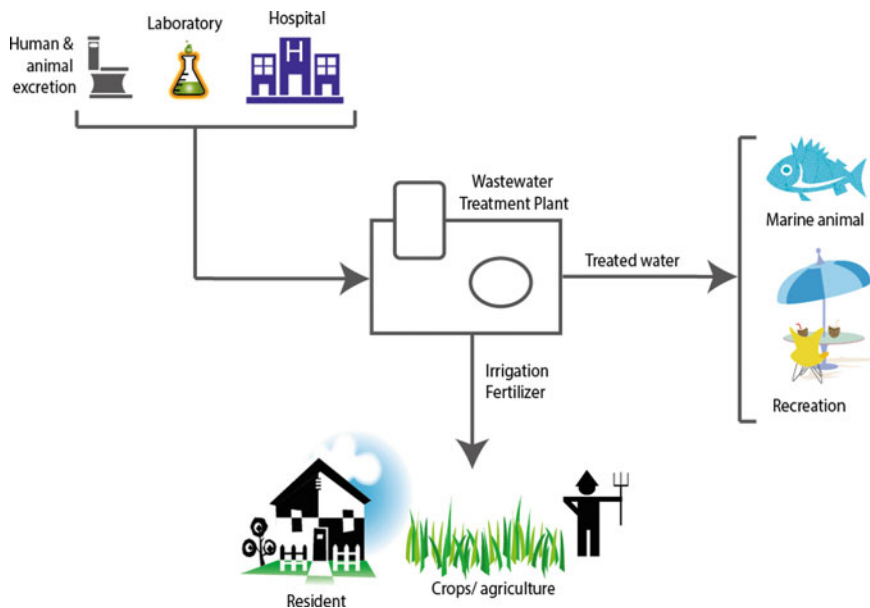 Human &
animal
excretion
Laboratory
Hospital
H
Wastewater
Treatment Plant
Treated water
Marine animal
Recreation
Irrigation
Fertilizer
Resident
Crops/ agriculture